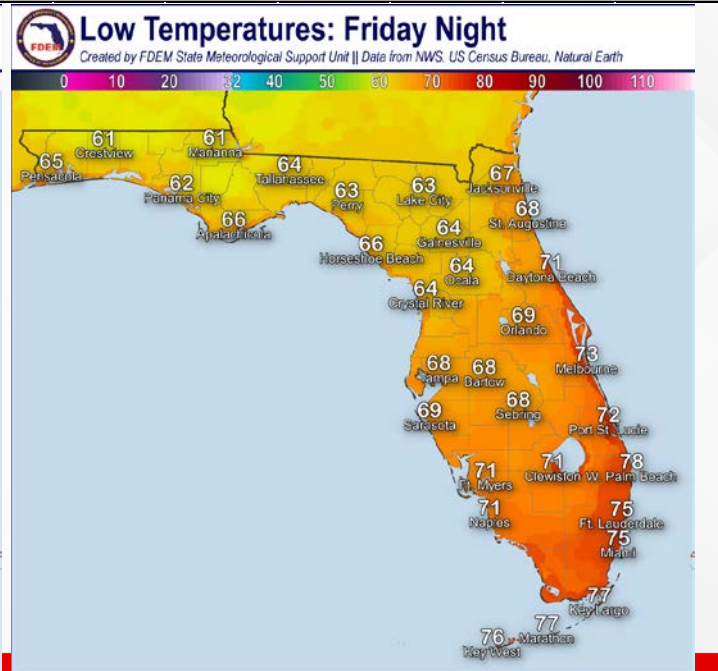 FDEM
Low Temperatures: Friday Night
Created by FDEM State Meteorological Support Unit || Data from NWS. US Census Bureau, Natural Earth
0 10 20 32 40 50 60 70 80 90 100 110
61
Crestview
61
Marianna
65
Pensacola
64
Tallahassee
62
Panama City
63
Perry
63
Lake City
67
Jacksonville
66
Apalachicola
68
St. Augustine
64
Gainesville
66
Horseshoe Beach
64
Ocala
71
Daytona Beach
64
Crystal River
69
Orlando
73
Melbourne
68
Tampa
68
Bartow
68
Sebring
69
Sarasota
72
Port St. Lucie
71
Ft. Myers
71
Clewiston
78
W. Palm Beach
71
Naples
75
Ft. Lauderdale
75
Miami
77
Key Largo
77
Marathon
76
Key West